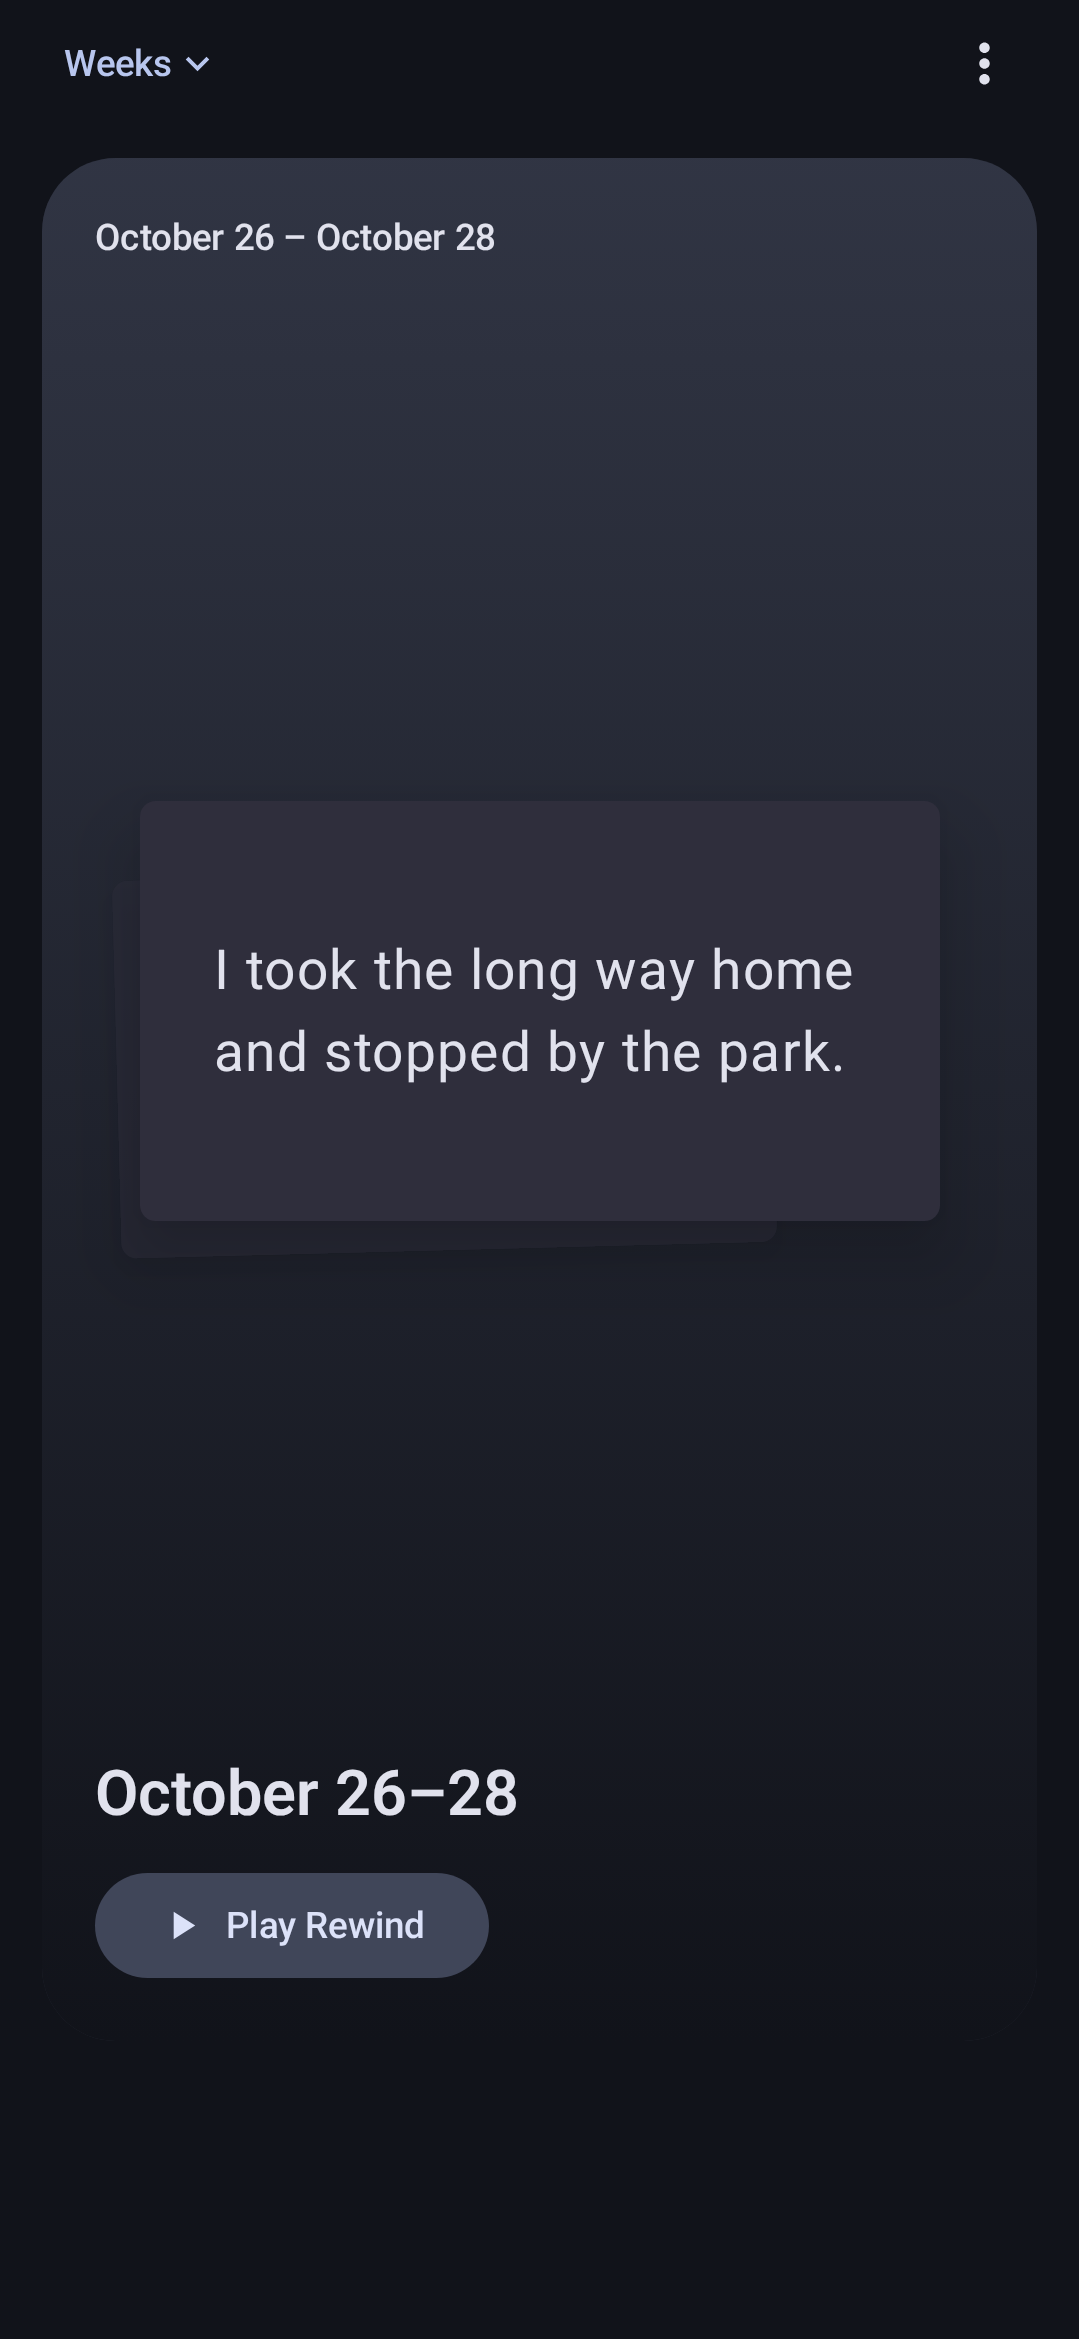 Weeks
October 26 – October 28
I took the long way home
and stopped by the park.
October 26–28
Play Rewind